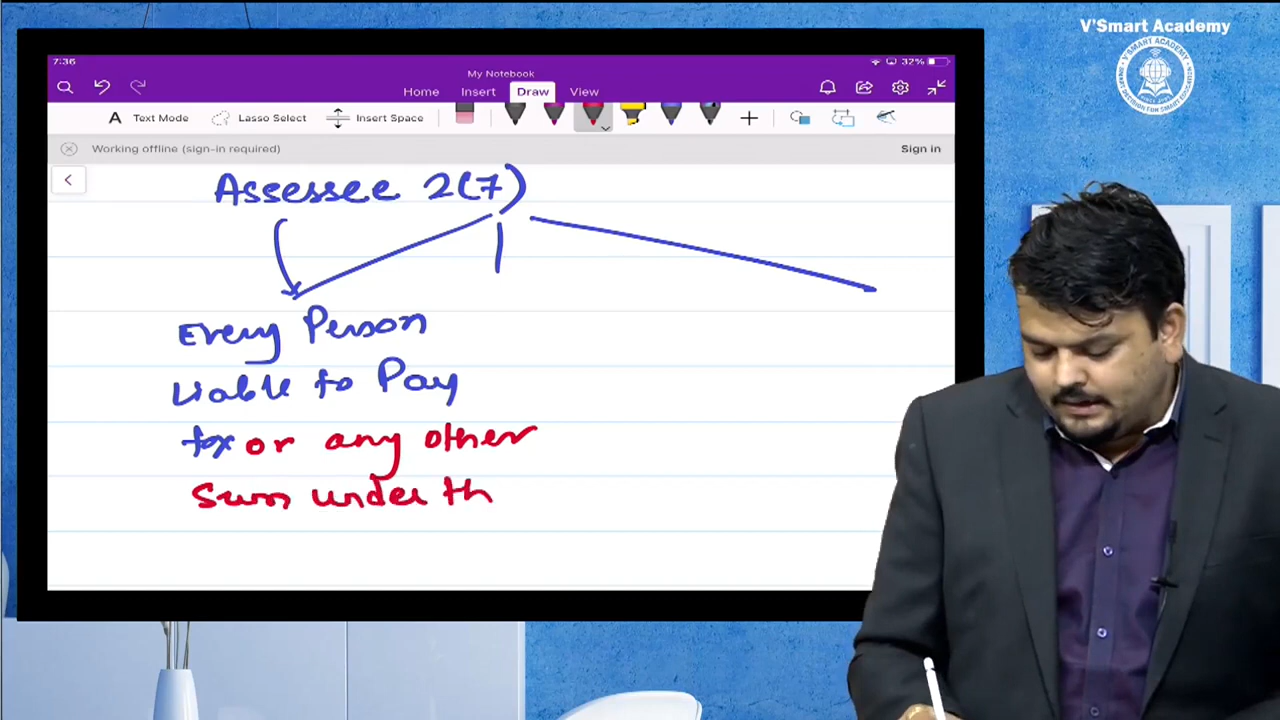 V'Smart Academy
7:36
32%
My Notebook
Home Insert Draw View
Text Mode Lasso Select Insert Space
Working offline (sign-in required) Sign in
Assessee 2(7)
Every Person
Liable to Pay
tax or any other
Sum under th